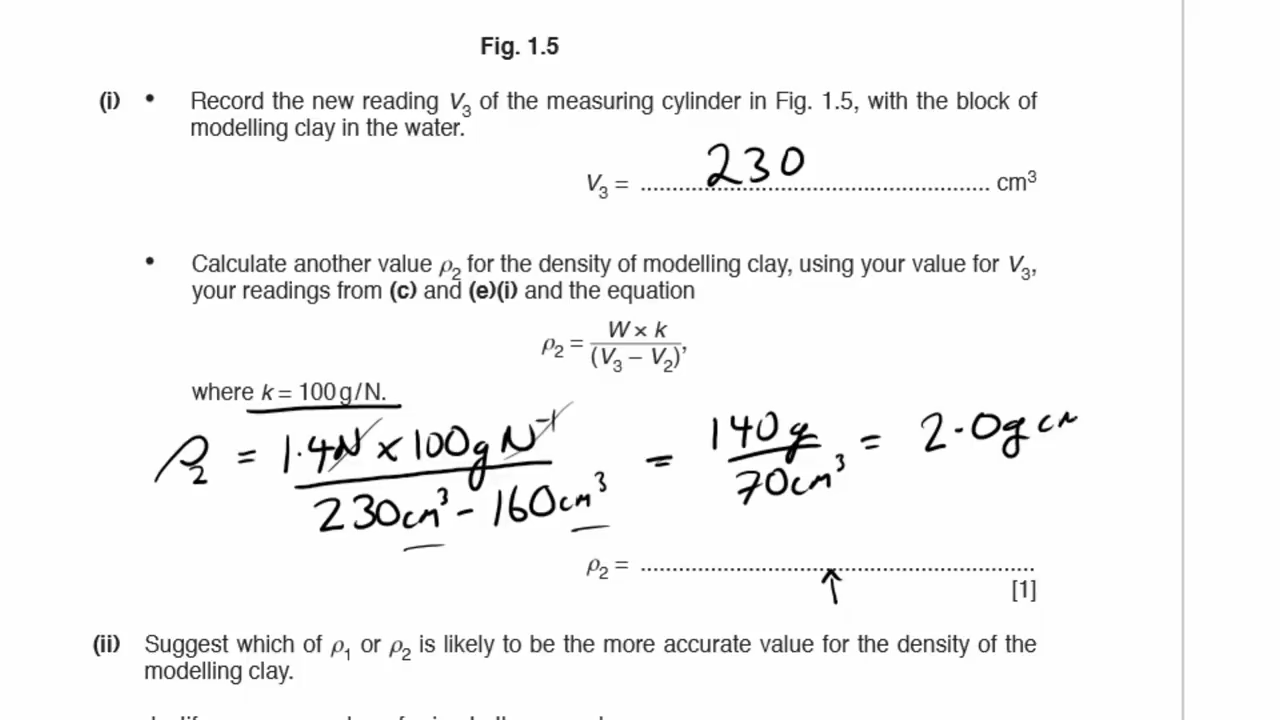 Fig. 1.5
(i) • Record the new reading V₃ of the measuring cylinder in Fig. 1.5, with the block of
modelling clay in the water.
230
V₃ = ........................................................ cm³
• Calculate another value ρ₂ for the density of modelling clay, using your value for V₃,
your readings from (c) and (e)(i) and the equation
ρ₂ = W × k / (V₃ − V₂),
where k = 100 g/N.
ρ₂ = 1.4N × 100g N⁻¹ / 230cm³ − 160cm³ = 140g / 70cm³ = 2.0g cm
ρ₂ = ...............................................................
[1]
(ii) Suggest which of ρ₁ or ρ₂ is likely to be the more accurate value for the density of the
modelling clay.